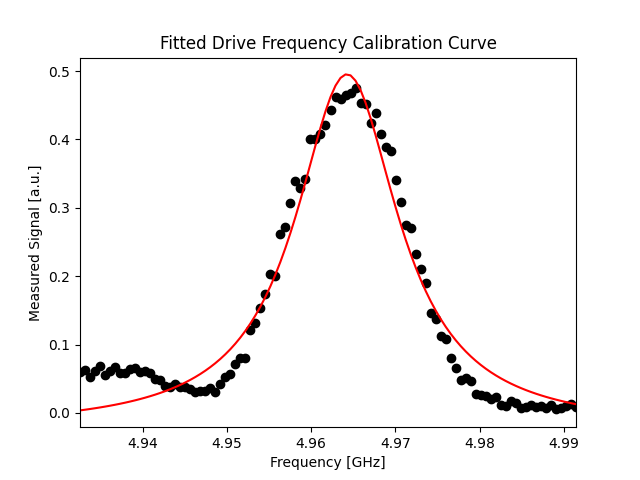 Fitted Drive Frequency Calibration Curve
0.5
0.4
0.3
0.2
0.1
0.0
Measured Signal [a.u.]
4.94 4.95 4.96 4.97 4.98 4.99
Frequency [GHz]